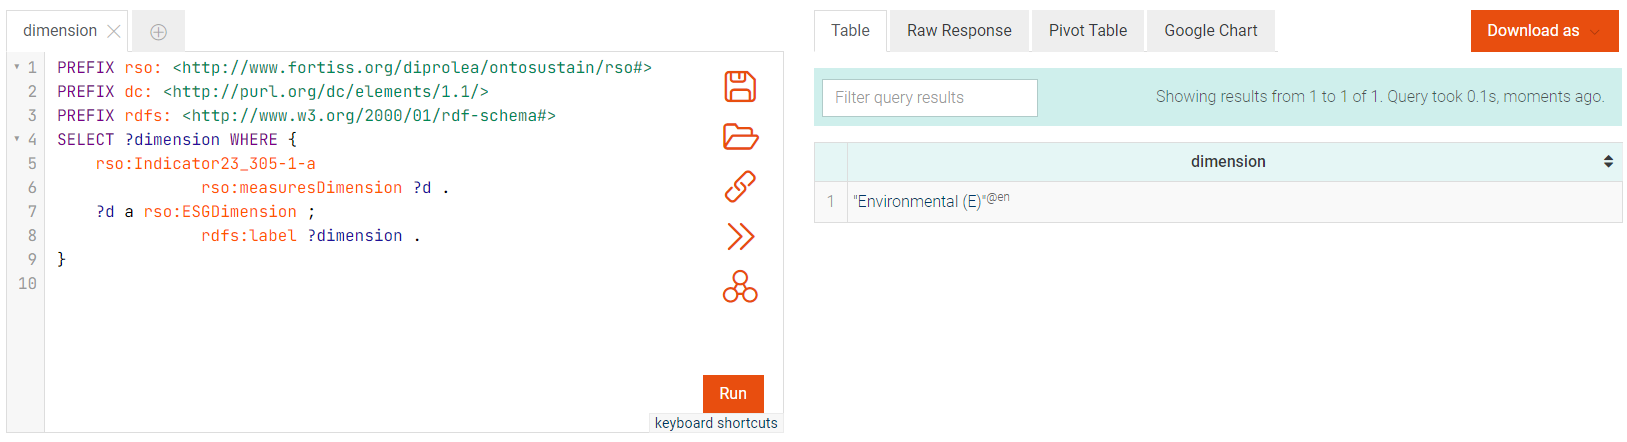 dimension
1 PREFIX rso: <http://www.fortiss.org/diprolea/ontosustain/rso#>
2 PREFIX dc: <http://purl.org/dc/elements/1.1/>
3 PREFIX rdfs: <http://www.w3.org/2000/01/rdf-schema#>
4 SELECT ?dimension WHERE {
5 rso:Indicator23_305-1-a
6 rso:measuresDimension ?d .
7 ?d a rso:ESGDimension ;
8 rdfs:label ?dimension .
9 }
10
Run
keyboard shortcuts
Table Raw Response Pivot Table Google Chart Download as
Filter query results Showing results from 1 to 1 of 1. Query took 0.1s, moments ago.
dimension
1 "Environmental (E)"@en